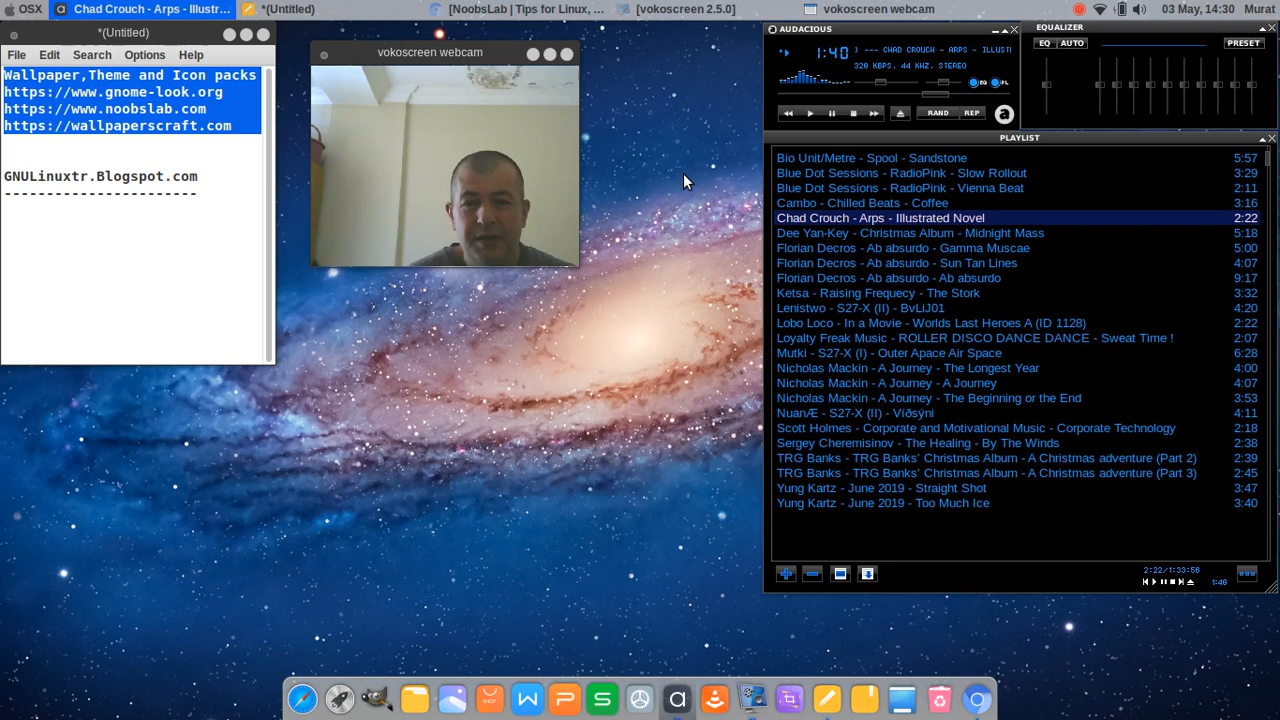 OSX
Chad Crouch - Arps - Illustr...
*(Untitled)
[NoobsLab | Tips for Linux, ...
[vokoscreen 2.5.0]
vokoscreen webcam
03 May, 14:30
Murat
*(Untitled)
File Edit Search Options Help
Wallpaper,Theme and Icon packs
https://www.gnome-look.org
https://www.noobslab.com
https://wallpaperscraft.com
GNULinuxtr.Blogspot.com
-----------------------
vokoscreen webcam
AUDACIOUS
1:40
) --- CHAD CROUCH - ARPS - ILLUSTI
320 KBPS. 44 KHZ. STEREO
EQ PL
RAND REP
a
EQUALIZER
EQ AUTO PRESET
PLAYLIST
Bio Unit/Metre - Spool - Sandstone 5:57
Blue Dot Sessions - RadioPink - Slow Rollout 3:29
Blue Dot Sessions - RadioPink - Vienna Beat 2:11
Cambo - Chilled Beats - Coffee 3:16
Chad Crouch - Arps - Illustrated Novel 2:22
Dee Yan-Key - Christmas Album - Midnight Mass 5:18
Florian Decros - Ab absurdo - Gamma Muscae 5:00
Florian Decros - Ab absurdo - Sun Tan Lines 4:07
Florian Decros - Ab absurdo - Ab absurdo 9:17
Ketsa - Raising Frequecy - The Stork 3:32
Lenistwo - S27-X (II) - BvLiJ01 4:20
Lobo Loco - In a Movie - Worlds Last Heroes A (ID 1128) 2:22
Loyalty Freak Music - ROLLER DISCO DANCE DANCE - Sweat Time ! 2:07
Mutki - S27-X (I) - Outer Apace Air Space 6:28
Nicholas Mackin - A Journey - The Longest Year 4:00
Nicholas Mackin - A Journey - A Journey 4:07
Nicholas Mackin - A Journey - The Beginning or the End 3:53
NuanÆ - S27-X (II) - Víðsýni 4:11
Scott Holmes - Corporate and Motivational Music - Corporate Technology 2:18
Sergey Cheremisinov - The Healing - By The Winds 2:38
TRG Banks - TRG Banks' Christmas Album - A Christmas adventure (Part 2) 2:39
TRG Banks - TRG Banks' Christmas Album - A Christmas adventure (Part 3) 2:45
Yung Kartz - June 2019 - Straight Shot 3:47
Yung Kartz - June 2019 - Too Much Ice 3:40
2:22/1:33:56
1:40
SHOP
W
P
S
a